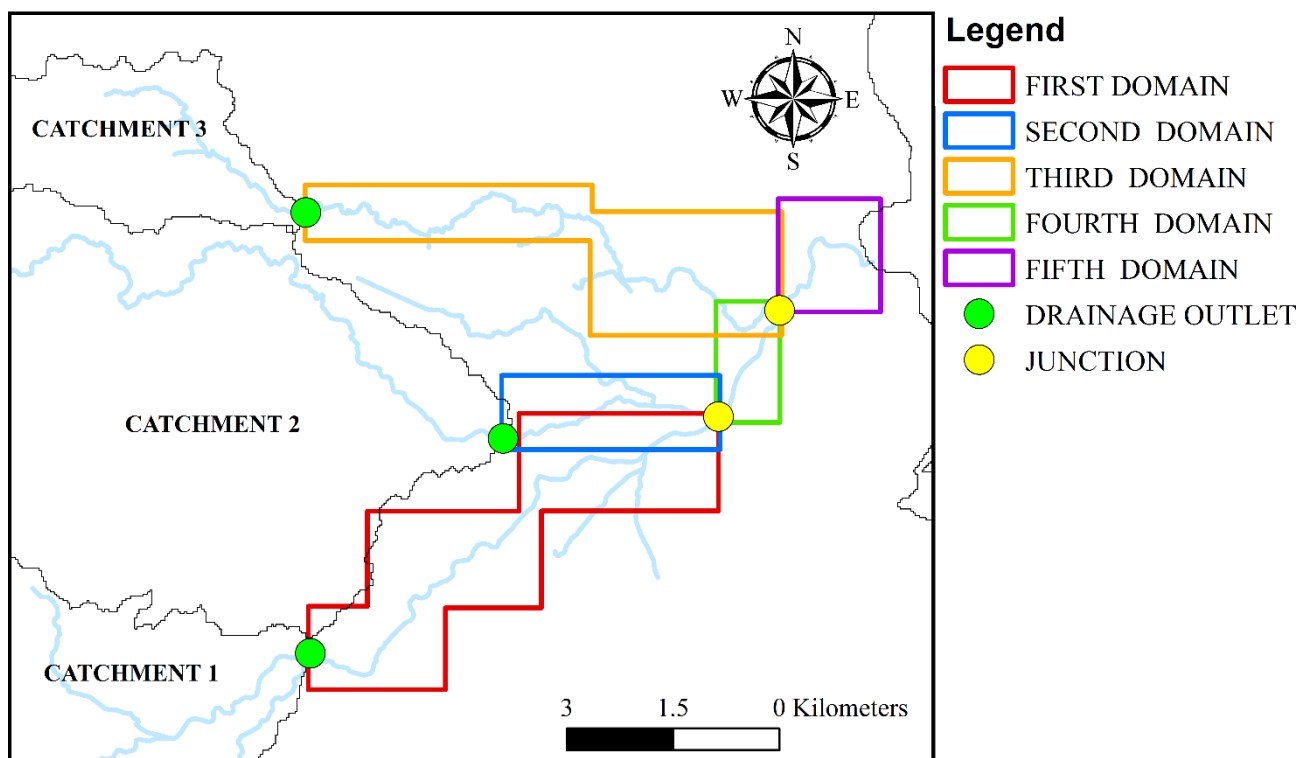 N
W E
S
CATCHMENT 3
CATCHMENT 2
CATCHMENT 1
3 1.5 0 Kilometers
Legend
FIRST DOMAIN
SECOND DOMAIN
THIRD DOMAIN
FOURTH DOMAIN
FIFTH DOMAIN
DRAINAGE OUTLET
JUNCTION